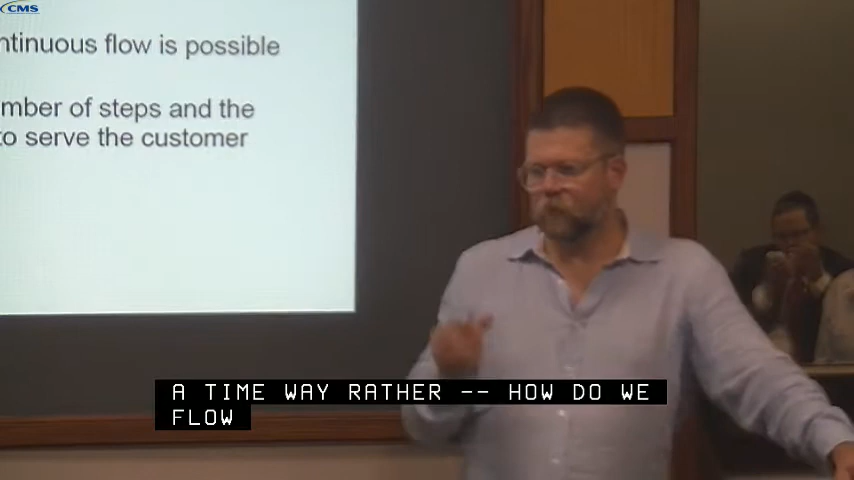 CMS
ntinuous flow is possible
mber of steps and the
o serve the customer
A TIME WAY RATHER -- HOW DO WE
FLOW